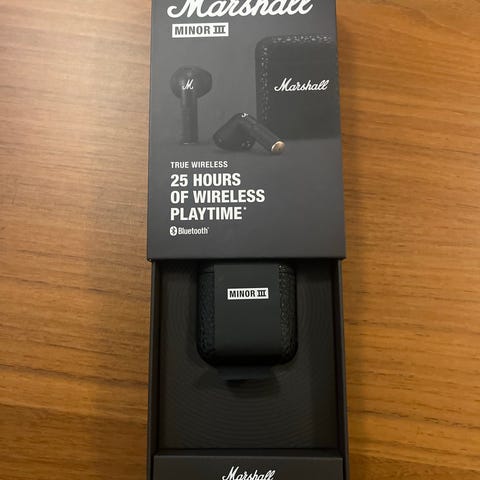 Marshall
MINOR III
M
Marshall
TRUE WIRELESS
25 HOURS
OF WIRELESS
PLAYTIME*
Bluetooth®
MINOR III
Marshall